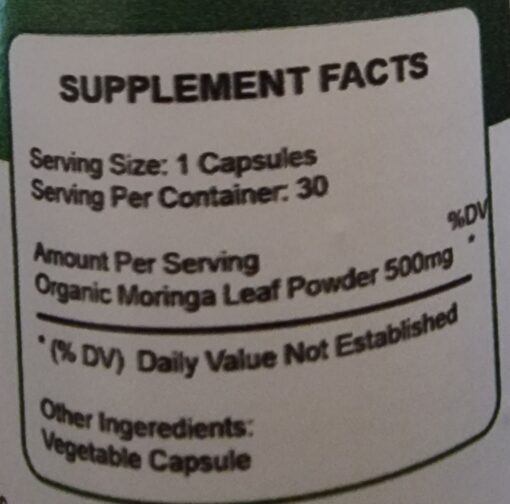 SUPPLEMENT FACTS
Serving Size: 1 Capsules
Serving Per Container: 30
%DV
Amount Per Serving
Organic Moringa Leaf Powder 500mg *
* (% DV) Daily Value Not Established
Other Ingeredients:
Vegetable Capsule